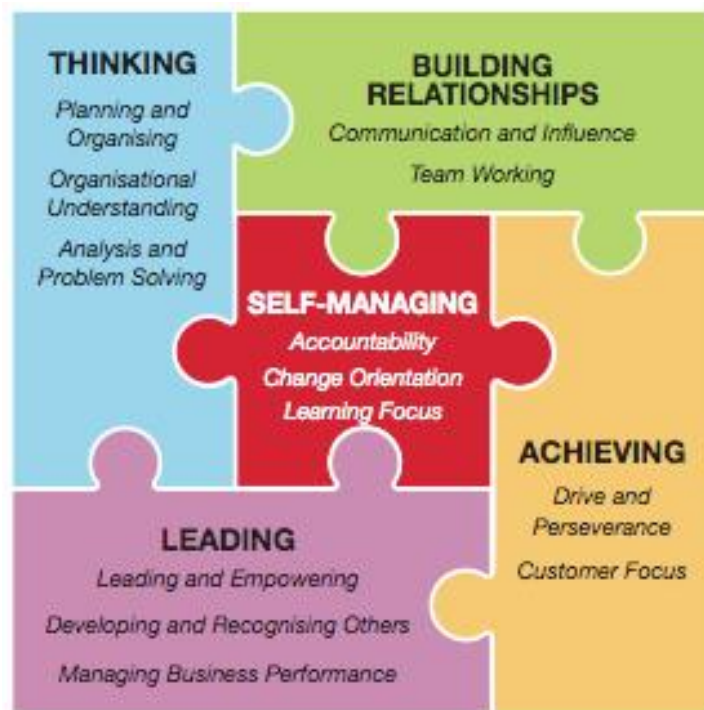 THINKING
Planning and
Organising
Organisational
Understanding
Analysis and
Problem Solving
BUILDING
RELATIONSHIPS
Communication and Influence
Team Working
SELF-MANAGING
Accountability
Change Orientation
Learning Focus
ACHIEVING
Drive and
Perseverance
Customer Focus
LEADING
Leading and Empowering
Developing and Recognising Others
Managing Business Performance